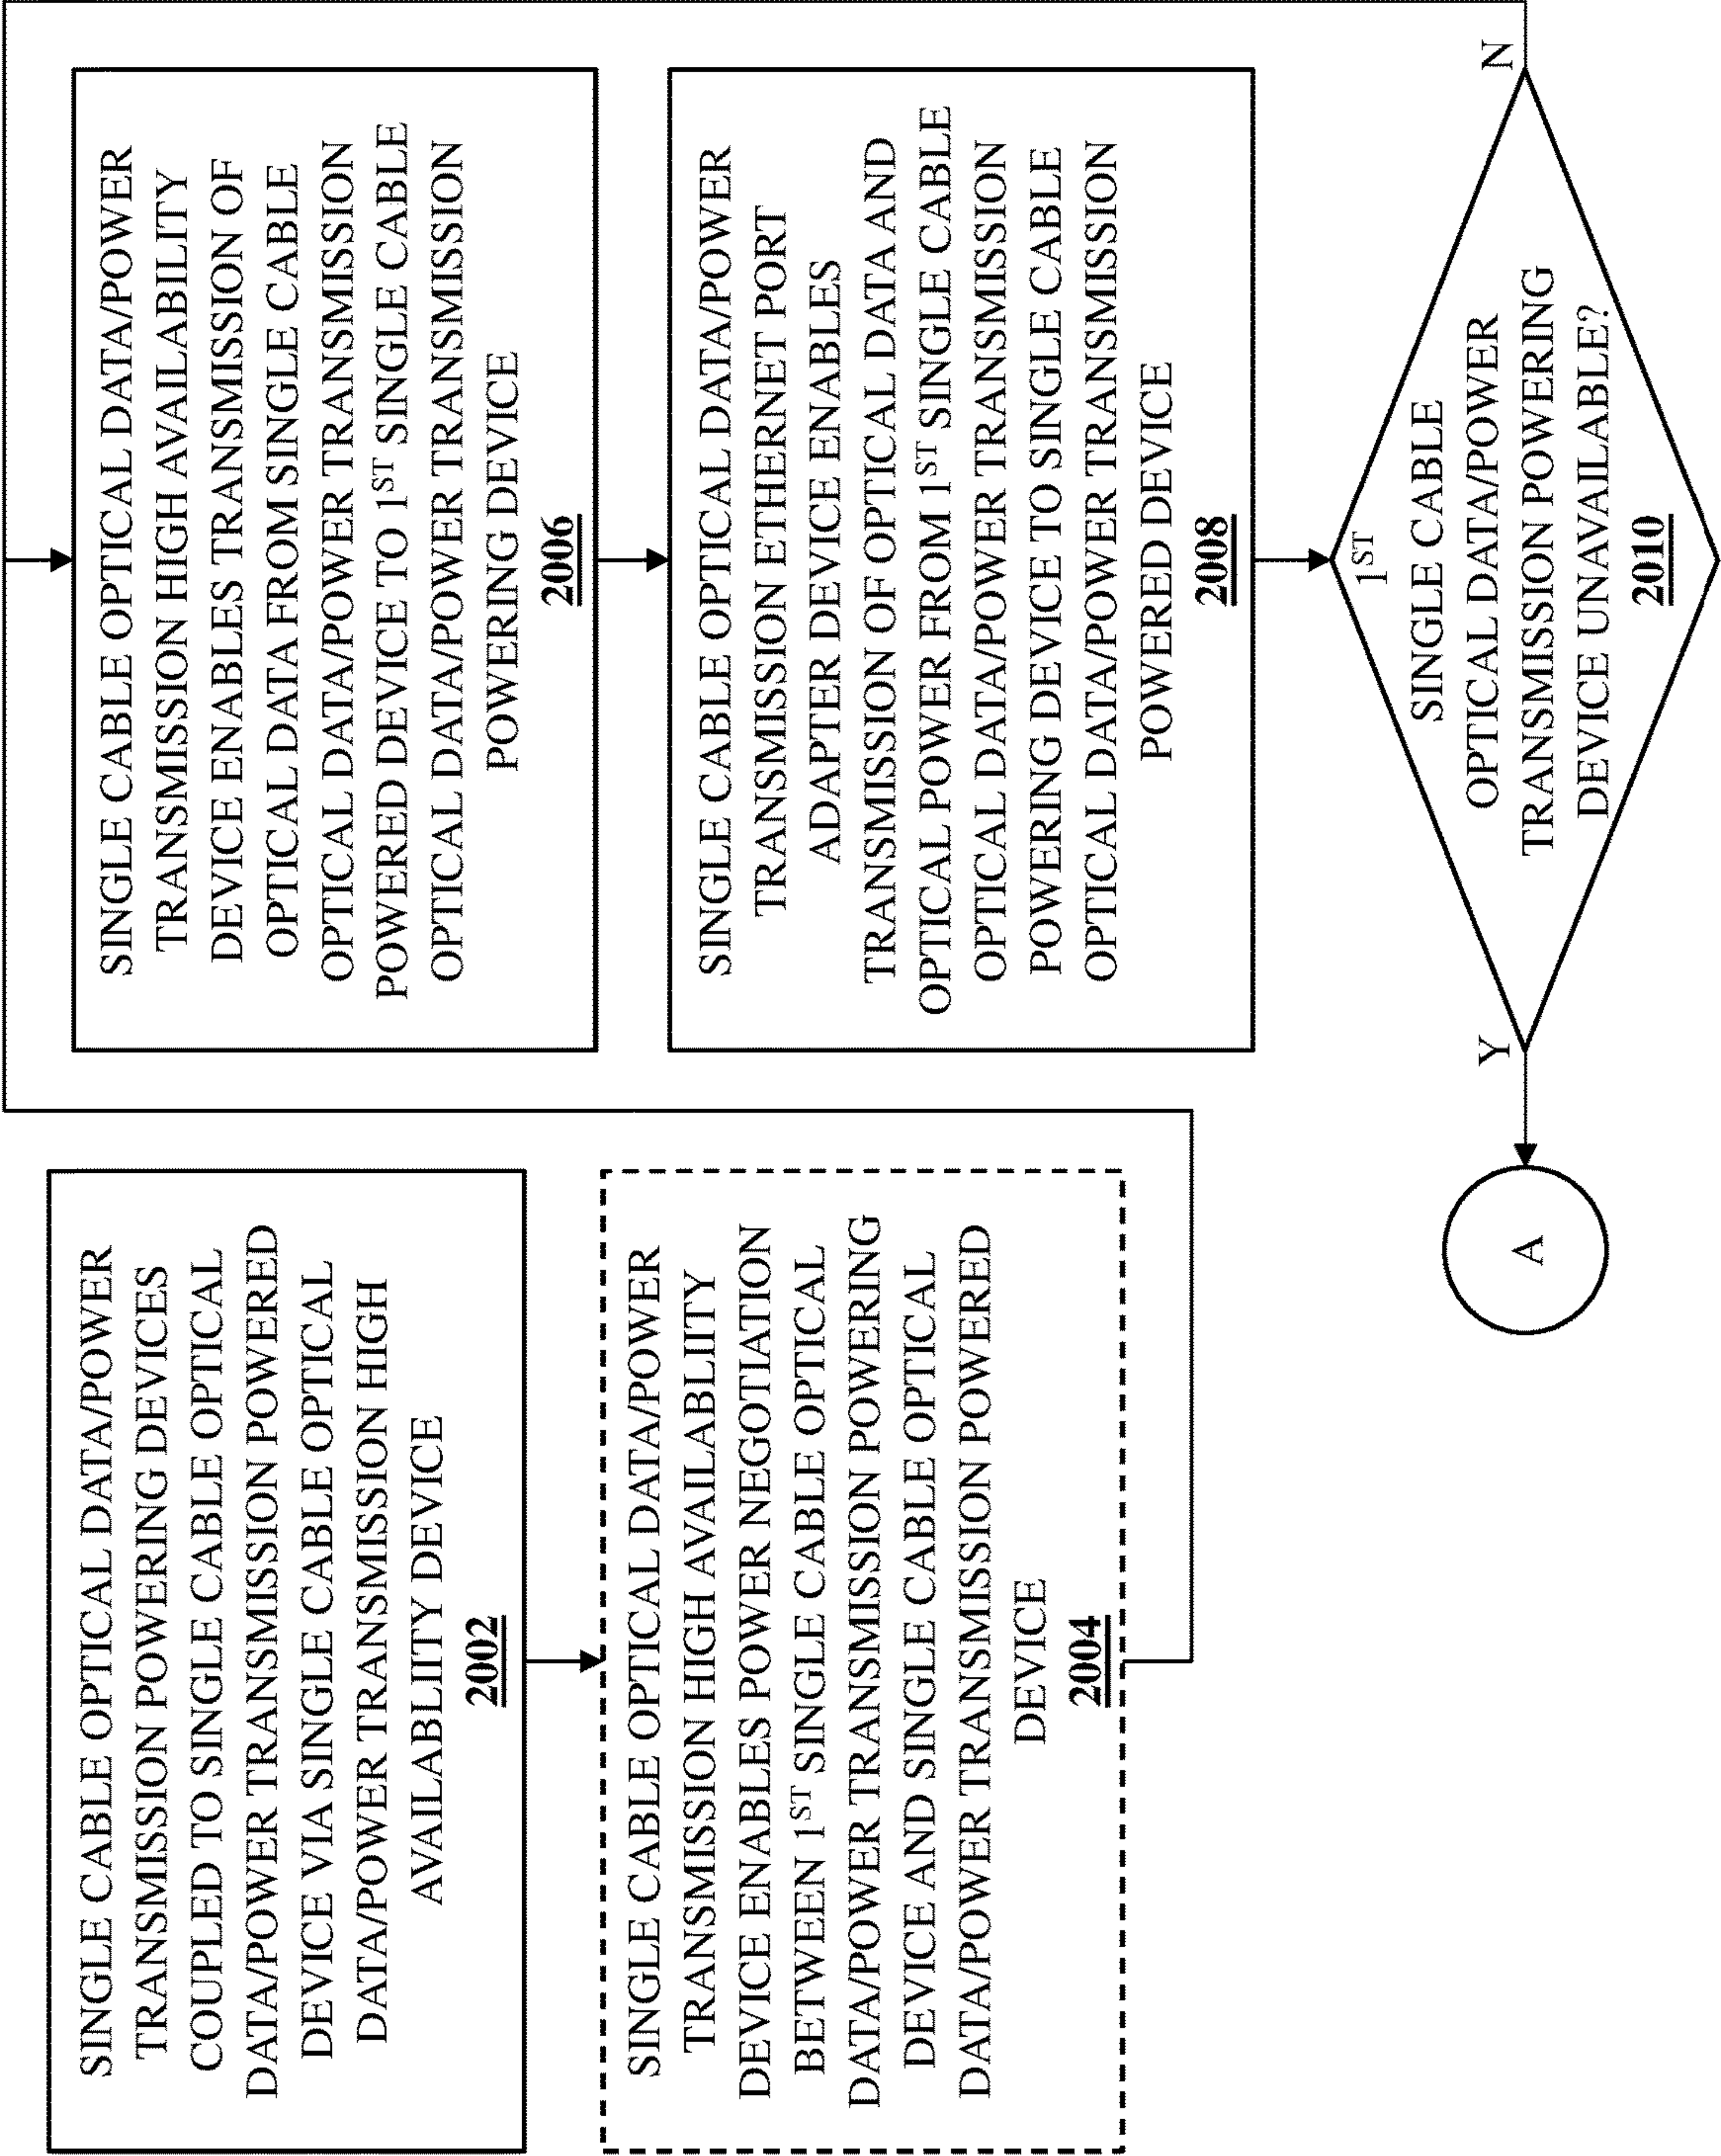 SINGLE CABLE OPTICAL DATA/POWER
TRANSMISSION POWERING DEVICES
COUPLED TO SINGLE CABLE OPTICAL
DATA/POWER TRANSMISSION POWERED
DEVICE VIA SINGLE CABLE OPTICAL
DATA/POWER TRANSMISSION HIGH
AVAILABLIITY DEVICE
2002
SINGLE CABLE OPTICAL DATA/POWER
TRANSMISSION HIGH AVAILABLIITY
DEVICE ENABLES POWER NEGOTIATION
BETWEEN 1ST SINGLE CABLE OPTICAL
DATA/POWER TRANSMISSION POWERING
DEVICE AND SINGLE CABLE OPTICAL
DATA/POWER TRANSMISSION POWERED
DEVICE
2004
SINGLE CABLE OPTICAL DATA/POWER
TRANSMISSION HIGH AVAILABILITY
DEVICE ENABLES TRANSMISSION OF
OPTICAL DATA FROM SINGLE CABLE
OPTICAL DATA/POWER TRANSMISSION
POWERED DEVICE TO 1ST SINGLE CABLE
OPTICAL DATA/POWER TRANSMISSION
POWERING DEVICE
2006
SINGLE CABLE OPTICAL DATA/POWER
TRANSMISSION ETHERNET PORT
ADAPTER DEVICE ENABLES
TRANSMISSION OF OPTICAL DATA AND
OPTICAL POWER FROM 1ST SINGLE CABLE
OPTICAL DATA/POWER TRANSMISSION
POWERING DEVICE TO SINGLE CABLE
OPTICAL DATA/POWER TRANSMISSION
POWERED DEVICE
2008
1ST
SINGLE CABLE
OPTICAL DATA/POWER
TRANSMISSION POWERING
DEVICE UNAVAILABLE?
2010
Y
N
A